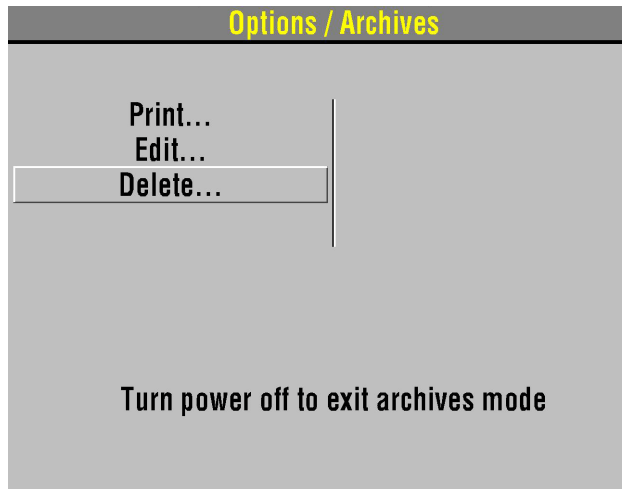 Options / Archives
Print...
Edit...
Delete...
Turn power off to exit archives mode